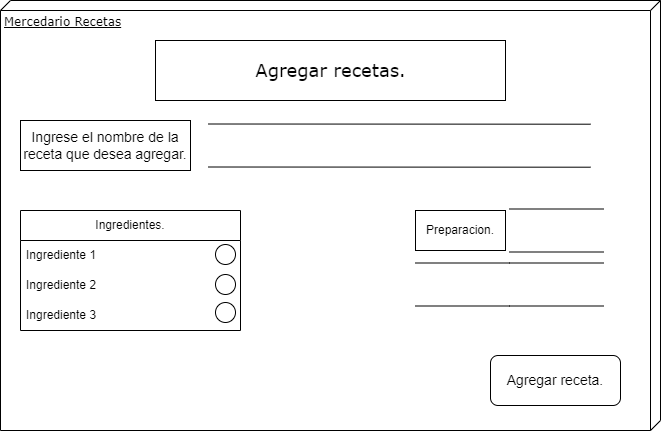 Mercedario Recetas
Agregar recetas.
Ingrese el nombre de la
receta que desea agregar.
Ingredientes.
Ingrediente 1
Ingrediente 2
Ingrediente 3
Preparacion.
Agregar receta.